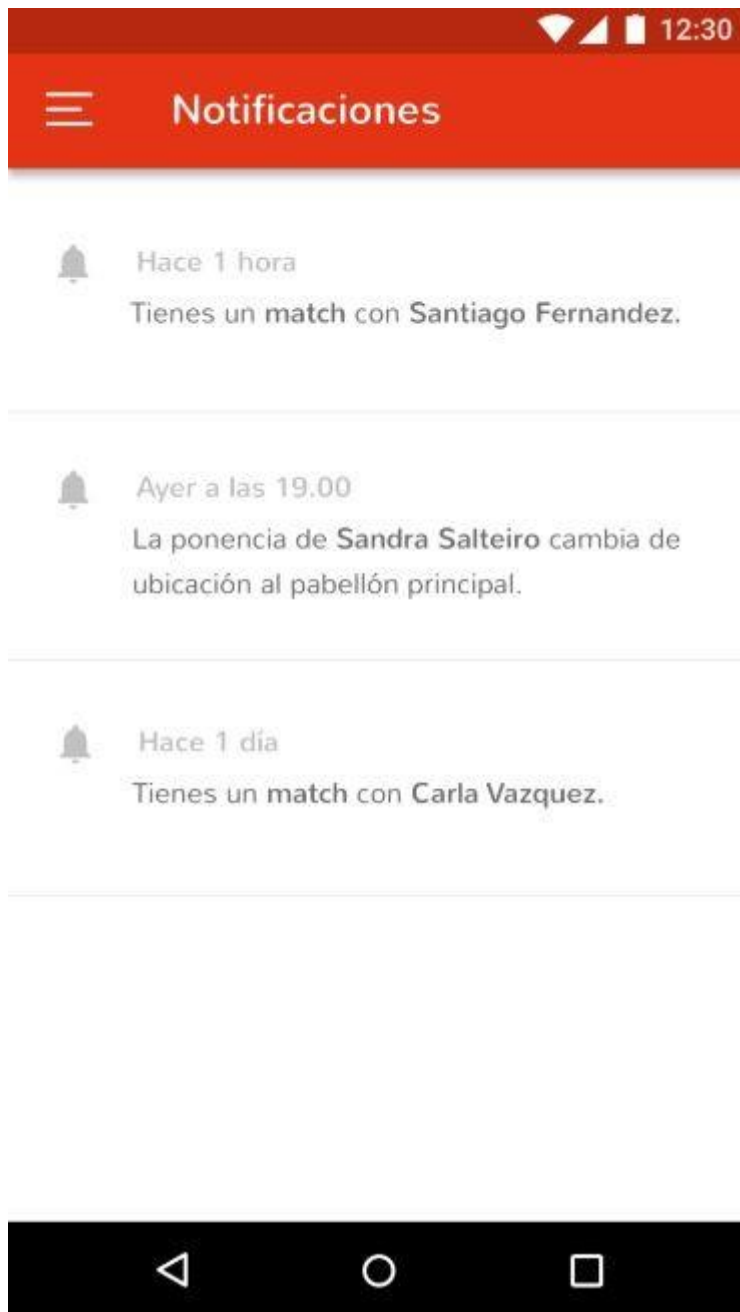 12:30
Notificaciones
Hace 1 hora
Tienes un match con Santiago Fernandez.
Ayer a las 19.00
La ponencia de Sandra Salteiro cambia de
ubicación al pabellón principal.
Hace 1 día
Tienes un match con Carla Vazquez.